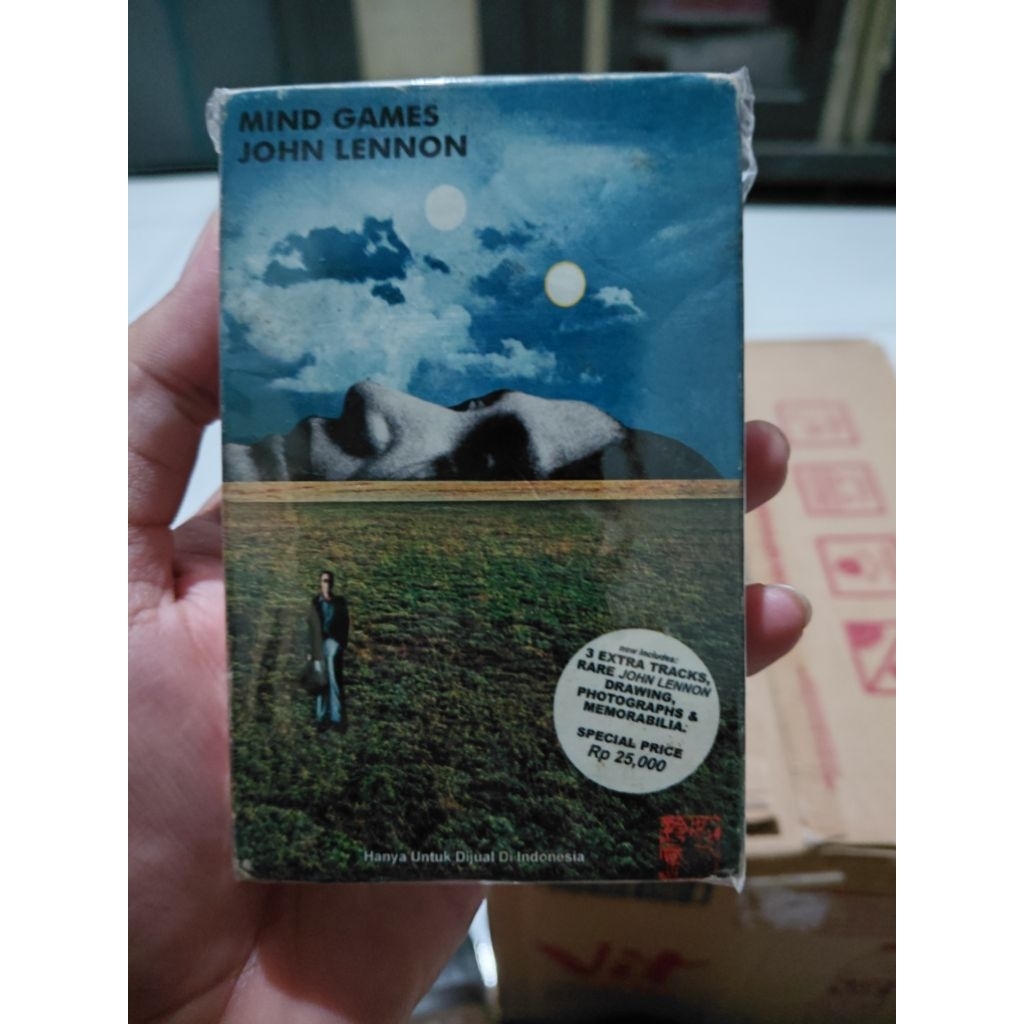 MIND GAMES
JOHN LENNON
now includes:
3 EXTRA TRACKS,
RARE JOHN LENNON
DRAWING,
PHOTOGRAPHS &
MEMORABILIA.
SPECIAL PRICE
Rp 25,000
Hanya Untuk Dijual Di Indonesia